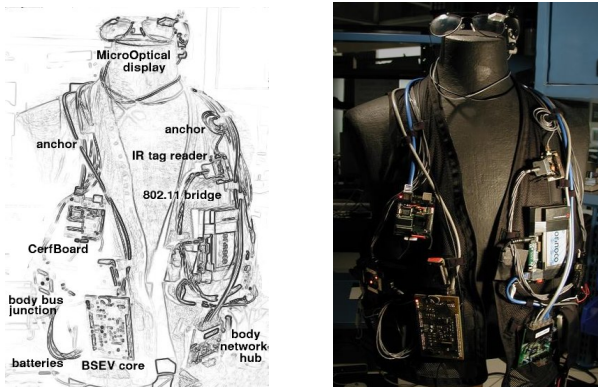 MicroOptical
display
anchor
anchor
IR tag reader
802.11 bridge
CerfBoard
body bus
junction
body
network
hub
batteries
BSEV core